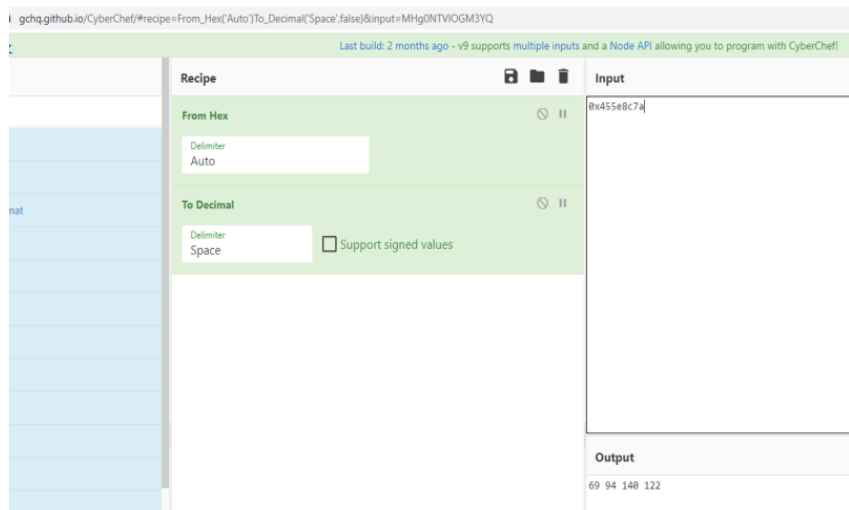 gchq.github.io/CyberChef/#recipe=From_Hex('Auto')To_Decimal('Space',false)&input=MHg0NTVlOGM3YQ
Last build: 2 months ago - v9 supports multiple inputs and a Node API allowing you to program with CyberChef!
Recipe
Input
From Hex
Delimiter
Auto
0x455e8c7a
To Decimal
Delimiter
Space
Support signed values
mat
Output
69 94 140 122